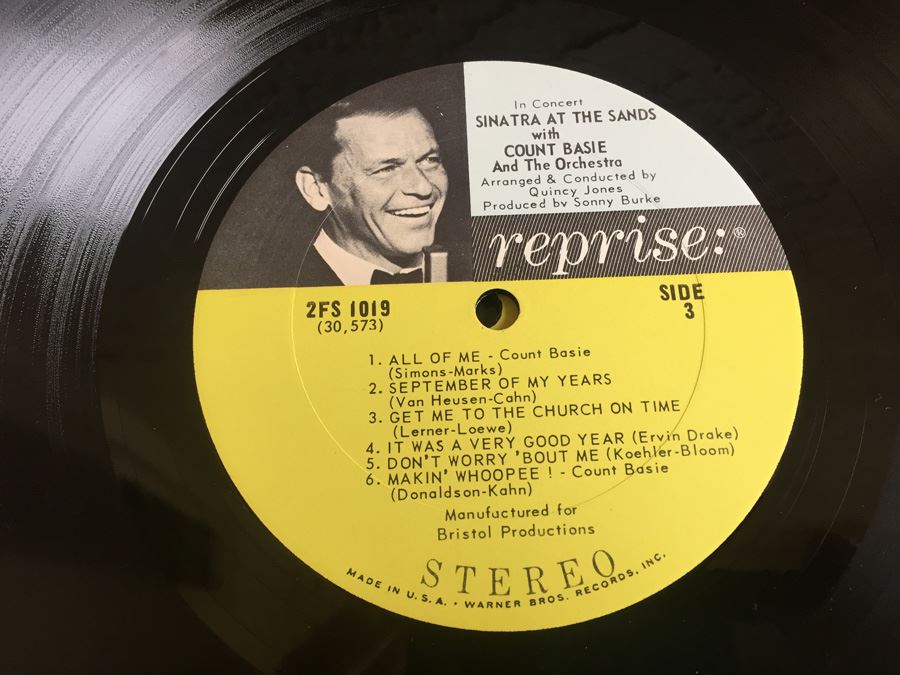 In Concert
SINATRA AT THE SANDS
with
COUNT BASIE
And The Orchestra
Arranged & Conducted by
Quincy Jones
Produced by Sonny Burke
reprise:®
2FS 1019
(30,573)
SIDE
3
1. ALL OF ME - Count Basie
(Simons-Marks)
2. SEPTEMBER OF MY YEARS
(Van Heusen-Cahn)
3. GET ME TO THE CHURCH ON TIME
(Lerner-Loewe)
4. IT WAS A VERY GOOD YEAR (Ervin Drake)
5. DON'T WORRY 'BOUT ME (Koehler-Bloom)
6. MAKIN' WHOOPEE ! - Count Basie
(Donaldson-Kahn)
Manufactured for
Bristol Productions
STEREO
MADE IN U.S.A. • WARNER BROS. RECORDS, INC.